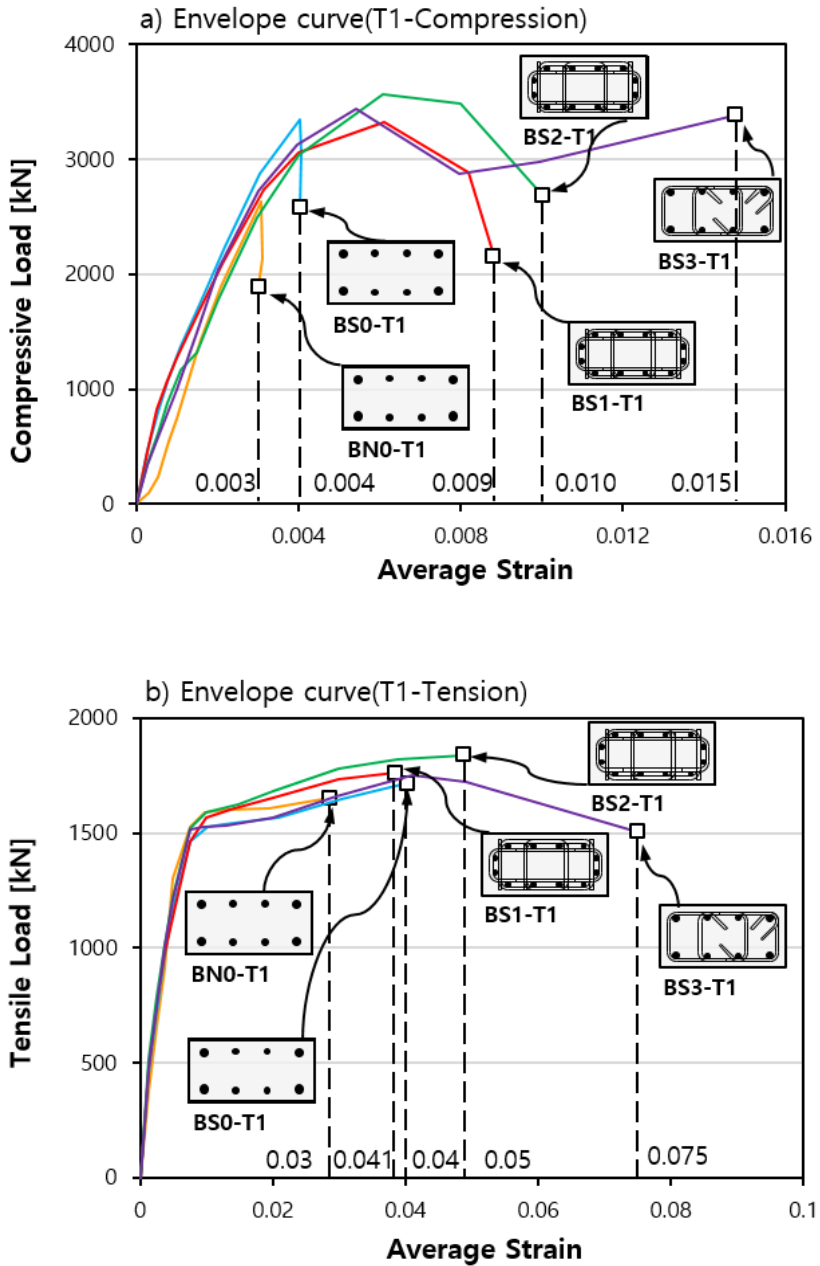 a) Envelope curve(T1-Compression)
4000
3000
2000
1000
0
Compressive Load [kN]
BS2-T1
BS3-T1
BS0-T1
BS1-T1
BN0-T1
0.003
0.004
0.009
0.010
0.015
0
0.004
0.008
0.012
0.016
Average Strain
b) Envelope curve(T1-Tension)
2000
1500
1000
500
0
Tensile Load [kN]
BS2-T1
BS1-T1
BN0-T1
BS3-T1
BS0-T1
0.03
0.041
0.04
0.05
0.075
0
0.02
0.04
0.06
0.08
0.1
Average Strain